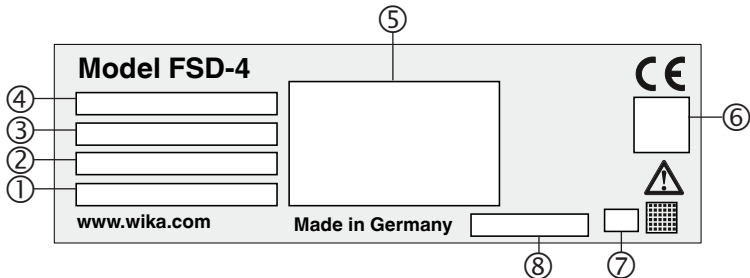 ⑤
Model FSD-4
CE
④
③
⑥
②
①
www.wika.com
Made in Germany
⑧
⑦